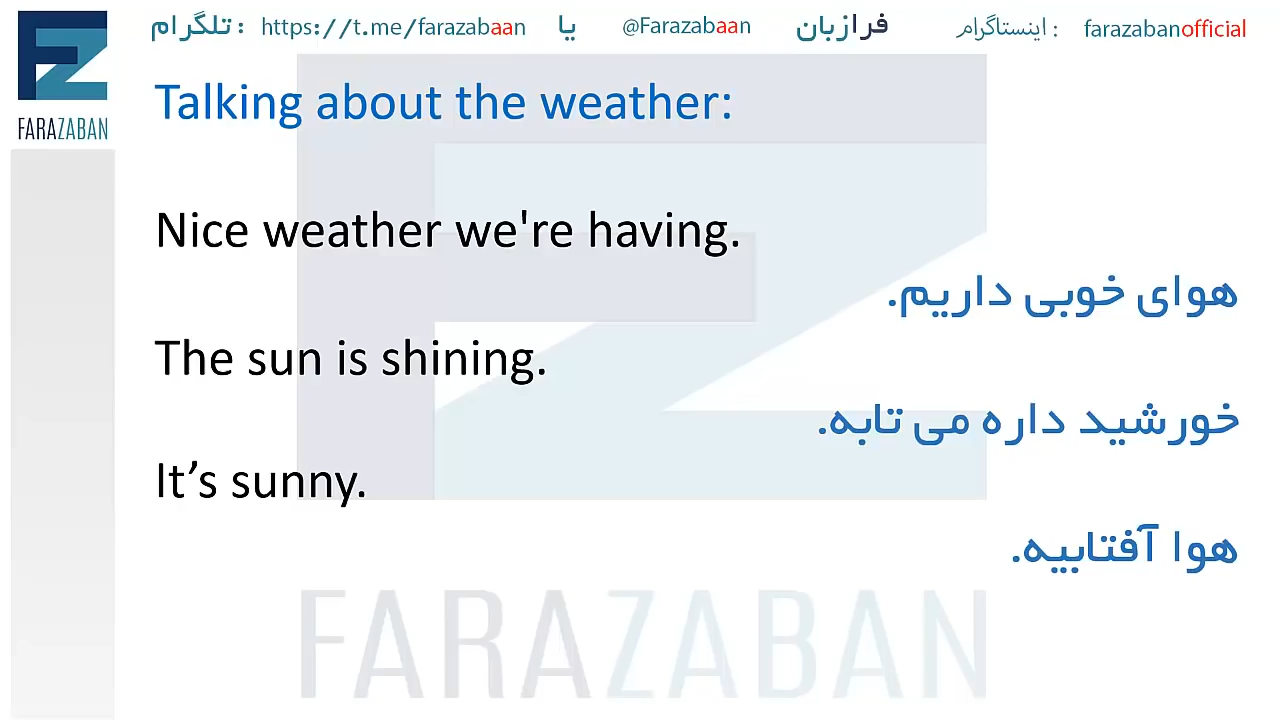 تلگرام : https://t.me/farazabaan یا @Farazabaan فرازبان اینستاگرام : farazabanofficial
FARAZABAN
Talking about the weather:
Nice weather we're having.
هوای خوبی داریم.
The sun is shining.
خورشید داره می تابه.
It’s sunny.
هوا آفتابیه.
FARAZABAN